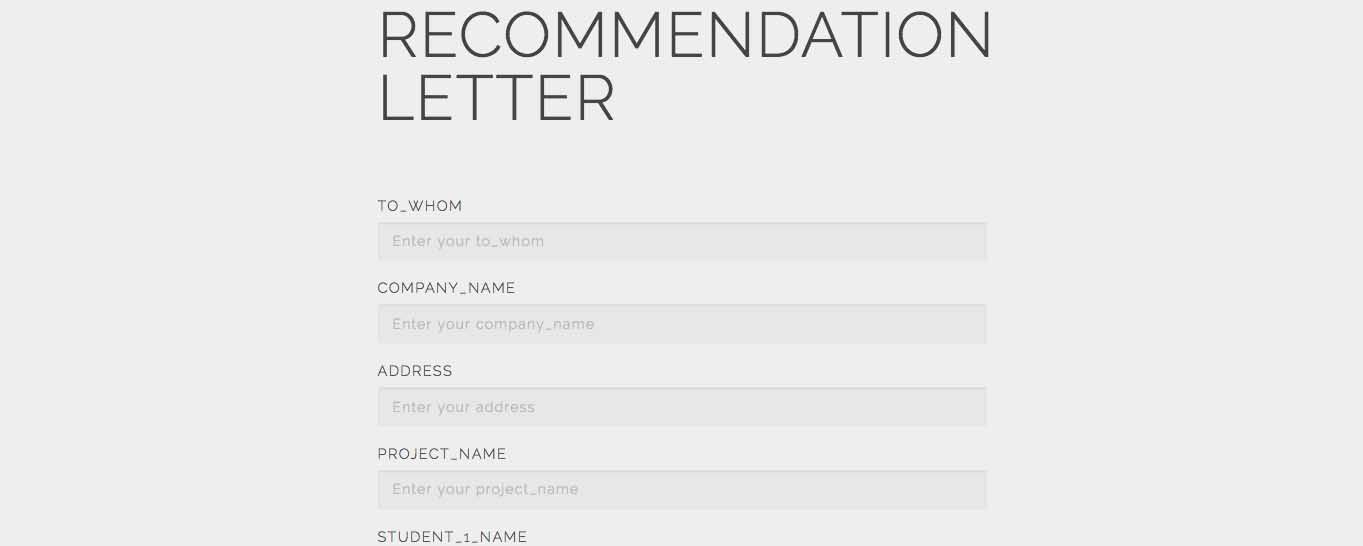 RECOMMENDATION
LETTER
TO_WHOM
Enter your to_whom
COMPANY_NAME
Enter your company_name
ADDRESS
Enter your address
PROJECT_NAME
Enter your project_name
STUDENT_1_NAME